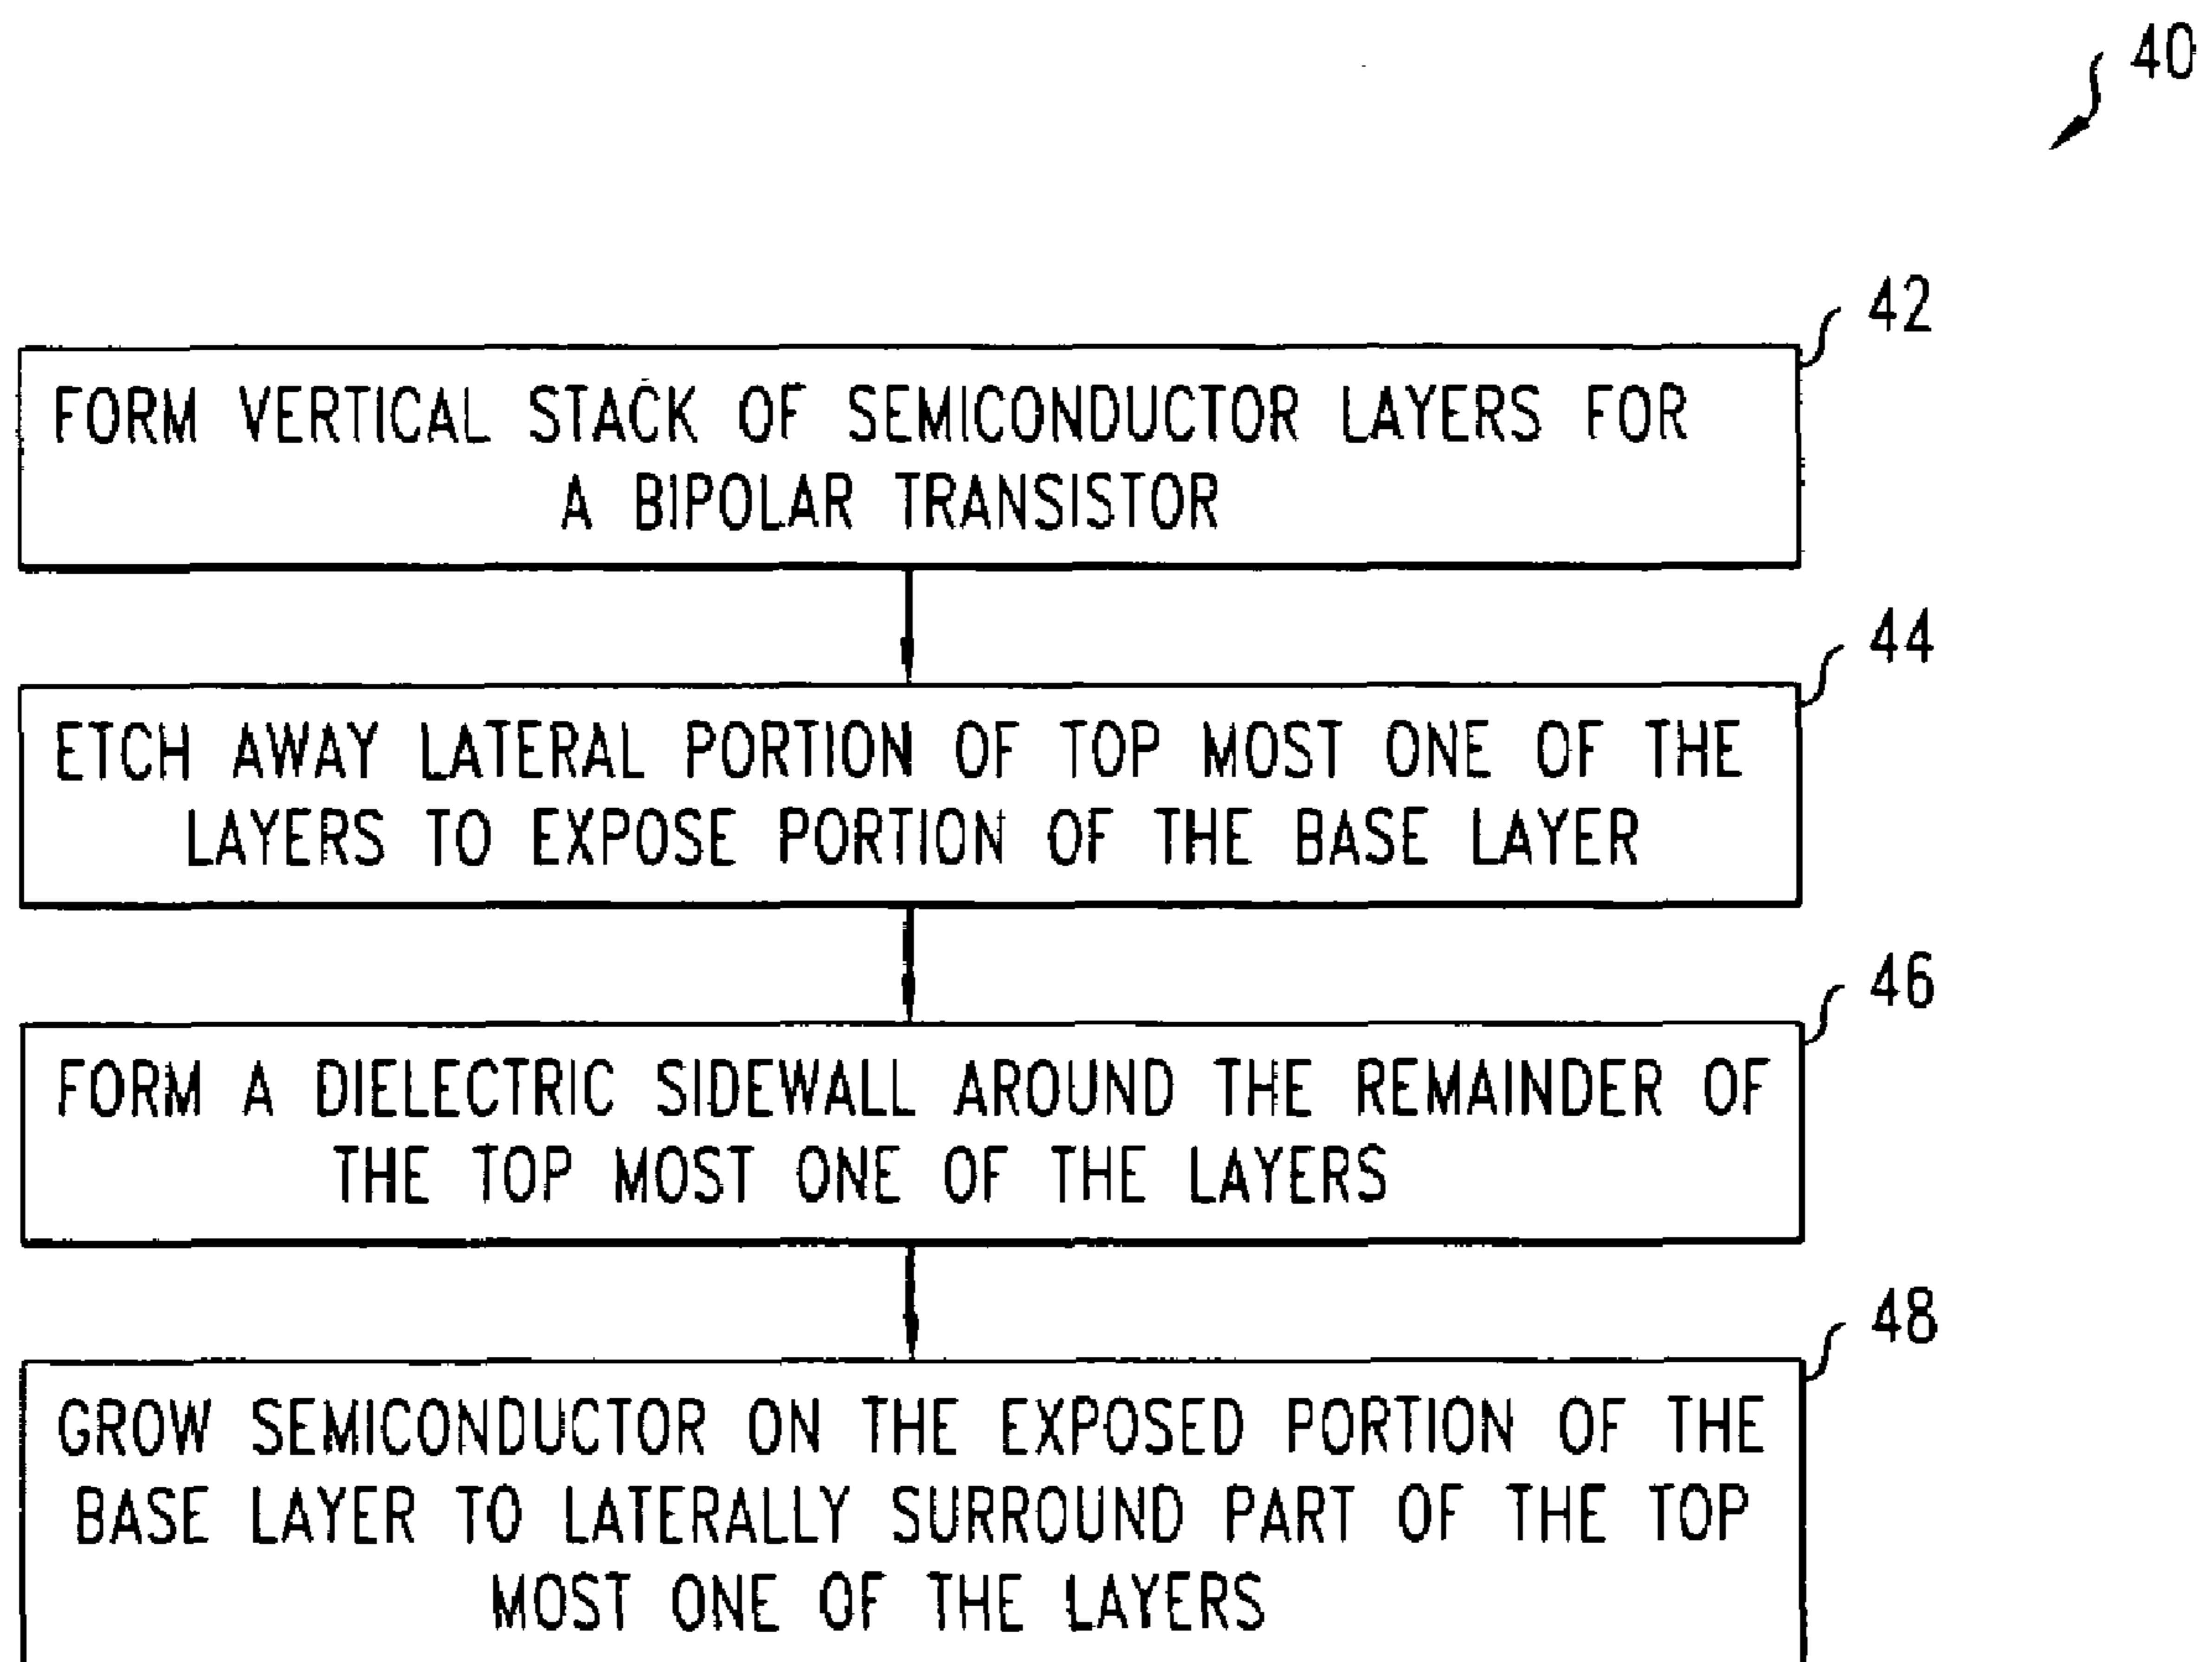 40
42
FORM VERTICAL STACK OF SEMICONDUCTOR LAYERS FOR
A BIPOLAR TRANSISTOR
44
ETCH AWAY LATERAL PORTION OF TOP MOST ONE OF THE
LAYERS TO EXPOSE PORTION OF THE BASE LAYER
46
FORM A DIELECTRIC SIDEWALL AROUND THE REMAINDER OF
THE TOP MOST ONE OF THE LAYERS
48
GROW SEMICONDUCTOR ON THE EXPOSED PORTION OF THE
BASE LAYER TO LATERALLY SURROUND PART OF THE TOP
MOST ONE OF THE LAYERS